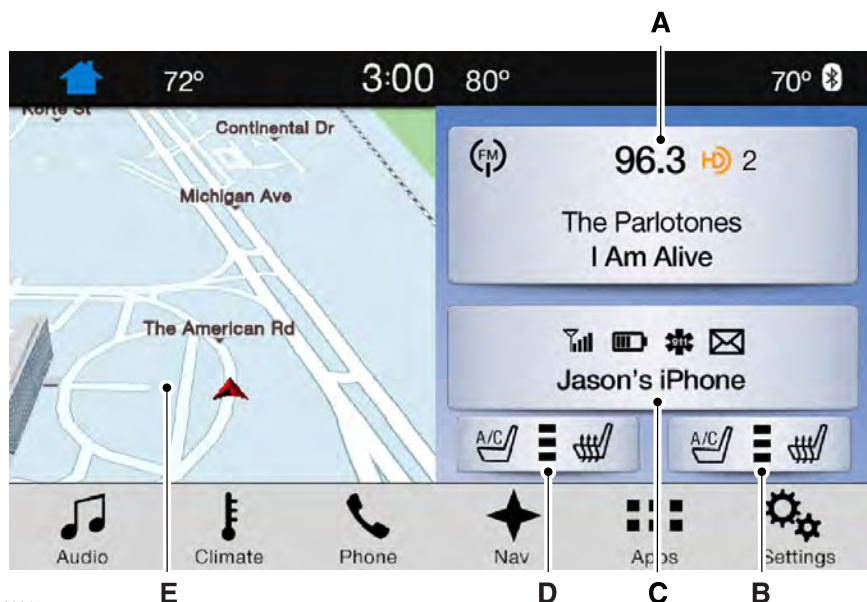 A
72° 3:00 80° 70°
Korte St
Continental Dr
Michigan Ave
The American Rd
FM 96.3 HD 2
The Parlotones
I Am Alive
911
Jason's iPhone
A/C A/C
Audio Climate Phone Nav Apps Settings
E D C B